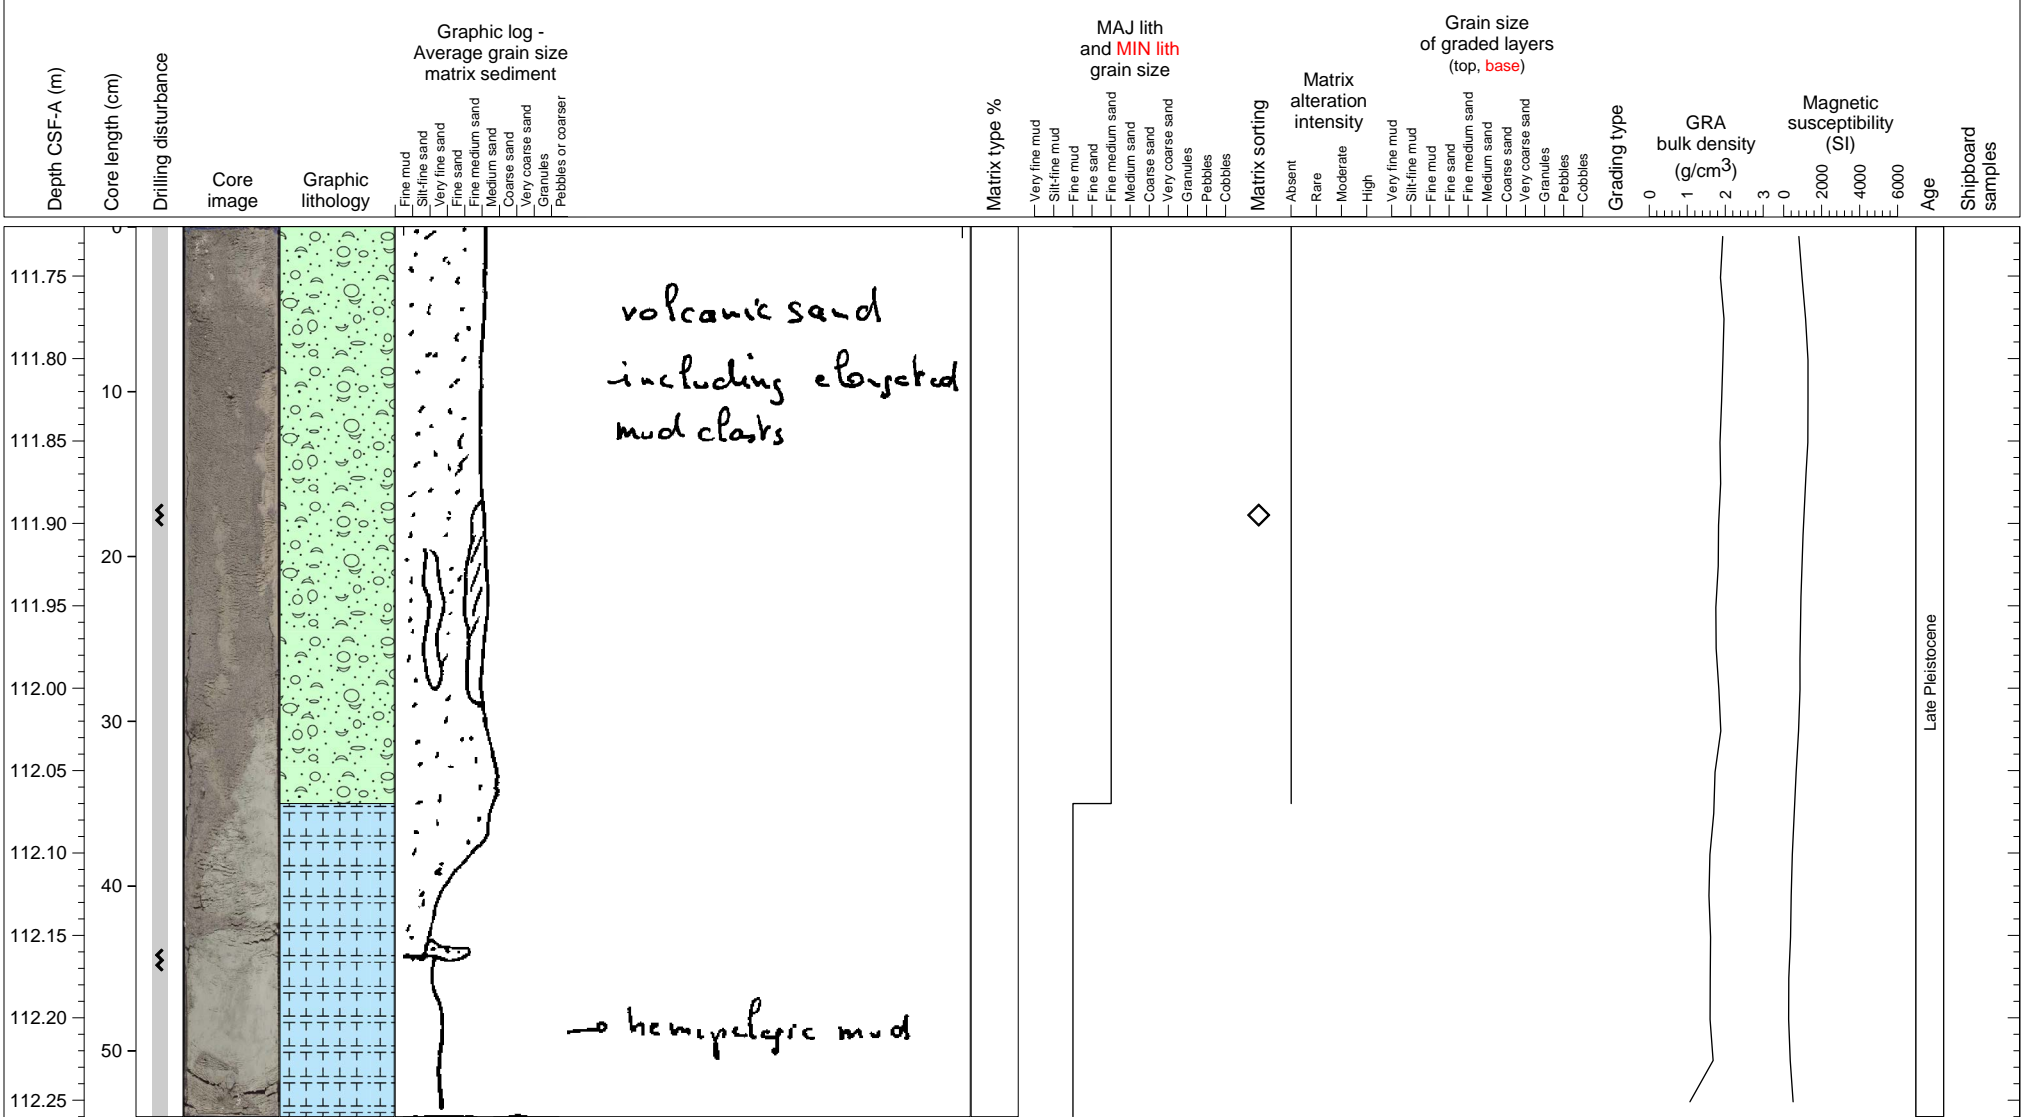 Depth CSF-A (m)
Core length (cm)
Drilling disturbance
Core
image
Graphic
lithology
Graphic log -
Average grain size
matrix sediment
Fine mud
Silt-fine sand
Very fine sand
Fine sand
Fine medium sand
Medium sand
Coarse sand
Very coarse sand
Granules
Pebbles or coarser
Matrix type %
MAJ lith
and MIN lith
grain size
Very fine mud
Silt-fine mud
Fine mud
Fine sand
Fine medium sand
Medium sand
Coarse sand
Very coarse sand
Granules
Pebbles
Cobbles
Matrix sorting
Matrix
alteration
intensity
Absent
Rare
Moderate
High
Grain size
of graded layers
(top, base)
Very fine mud
Silt-fine mud
Fine mud
Fine sand
Fine medium sand
Medium sand
Coarse sand
Very coarse sand
Granules
Pebbles
Cobbles
Grading type
GRA
bulk density
(g/cm3)
0 1 2 3
Magnetic
susceptibility
(SI)
0 2000 4000 6000
Age
Shipboard
samples
0
111.75
111.80
10
111.85
111.90
20
111.95
112.00
30
112.05
112.10
40
112.15
112.20
50
112.25
volcanic sand
including elongated
mud clasts
hemipelagic mud
Late Pleistocene